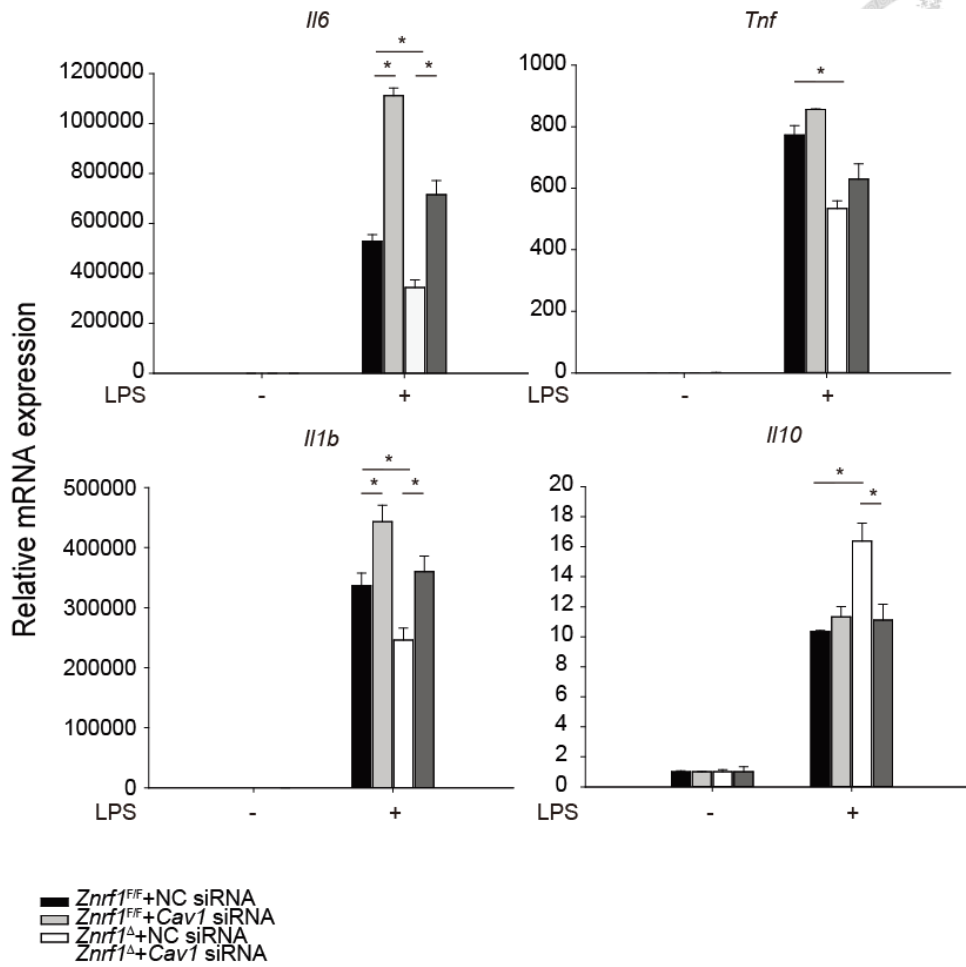 Il6
Tnf
Relative mRNA expression
1200000
1000000
800000
600000
400000
200000
0
* * *
LPS - +
1000
800
600
400
200
0
*
LPS - +
Il1b
Il10
500000
400000
300000
200000
100000
0
* * *
LPS - +
20
18
16
14
12
10
8
6
4
2
0
* *
LPS - +
Znrf1F/F+NC siRNA
Znrf1F/F+Cav1 siRNA
Znrf1Δ+NC siRNA
Znrf1Δ+Cav1 siRNA